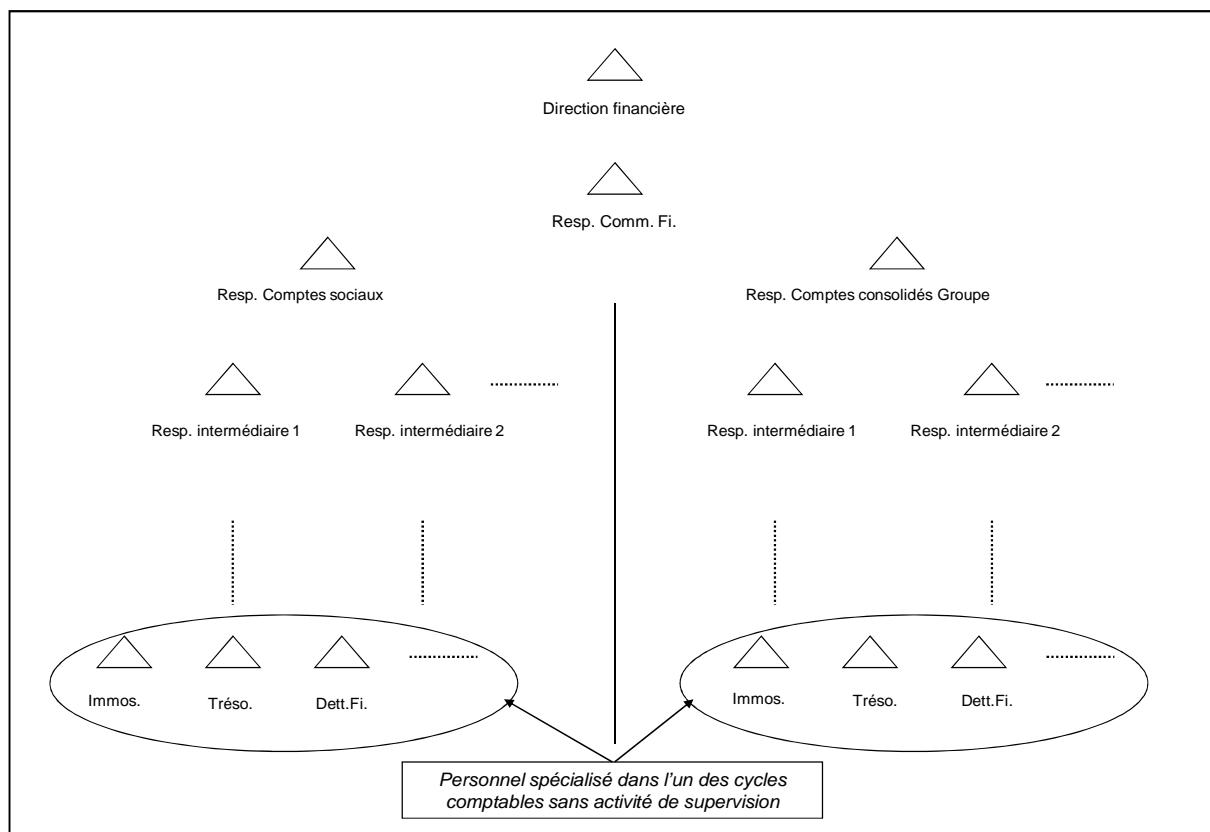 Direction financière
Resp. Comm. Fi.
Resp. Comptes sociaux
Resp. Comptes consolidés Groupe
Resp. intermédiaire 1
Resp. intermédiaire 2
Resp. intermédiaire 1
Resp. intermédiaire 2
Immos.
Tréso.
Dett.Fi.
Immos.
Tréso.
Dett.Fi.
Personnel spécialisé dans l'un des cycles
comptables sans activité de supervision